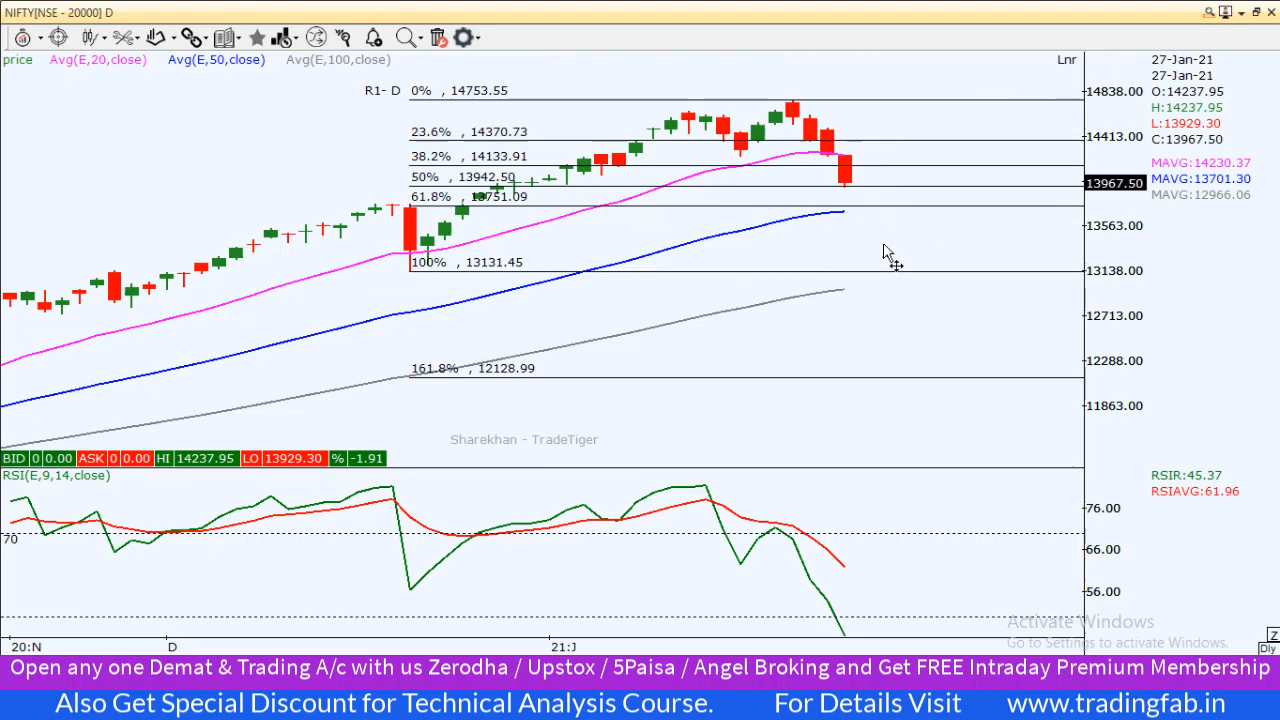 NIFTY[NSE - 20000] D
price Avg(E,20,close) Avg(E,50,close) Avg(E,100,close) Lnr
27-Jan-21
27-Jan-21
O:14237.95
H:14237.95
L:13929.30
C:13967.50
MAVG:14230.37
MAVG:13701.30
MAVG:12966.06
R1- D 0% , 14753.55
23.6% , 14370.73
38.2% , 14133.91
50% , 13942.50
61.8% , 13751.09
100% , 13131.45
161.8% , 12128.99
14838.00
14413.00
13967.50
13563.00
13138.00
12713.00
12288.00
11863.00
Sharekhan - TradeTiger
BID 0 0.00 ASK 0 0.00 HI 14237.95 LO 13929.30 % -1.91
RSI(E,9,14,close)
RSIR:45.37
RSIAVG:61.96
76.00
70
66.00
56.00
Activate Windows
Go to Settings to activate Windows.
20:N D 21:J
Z
Dly
Open any one Demat & Trading A/c with us Zerodha / Upstox / 5Paisa / Angel Broking and Get FREE Intraday Premium Membership
Also Get Special Discount for Technical Analysis Course. For Details Visit www.tradingfab.in